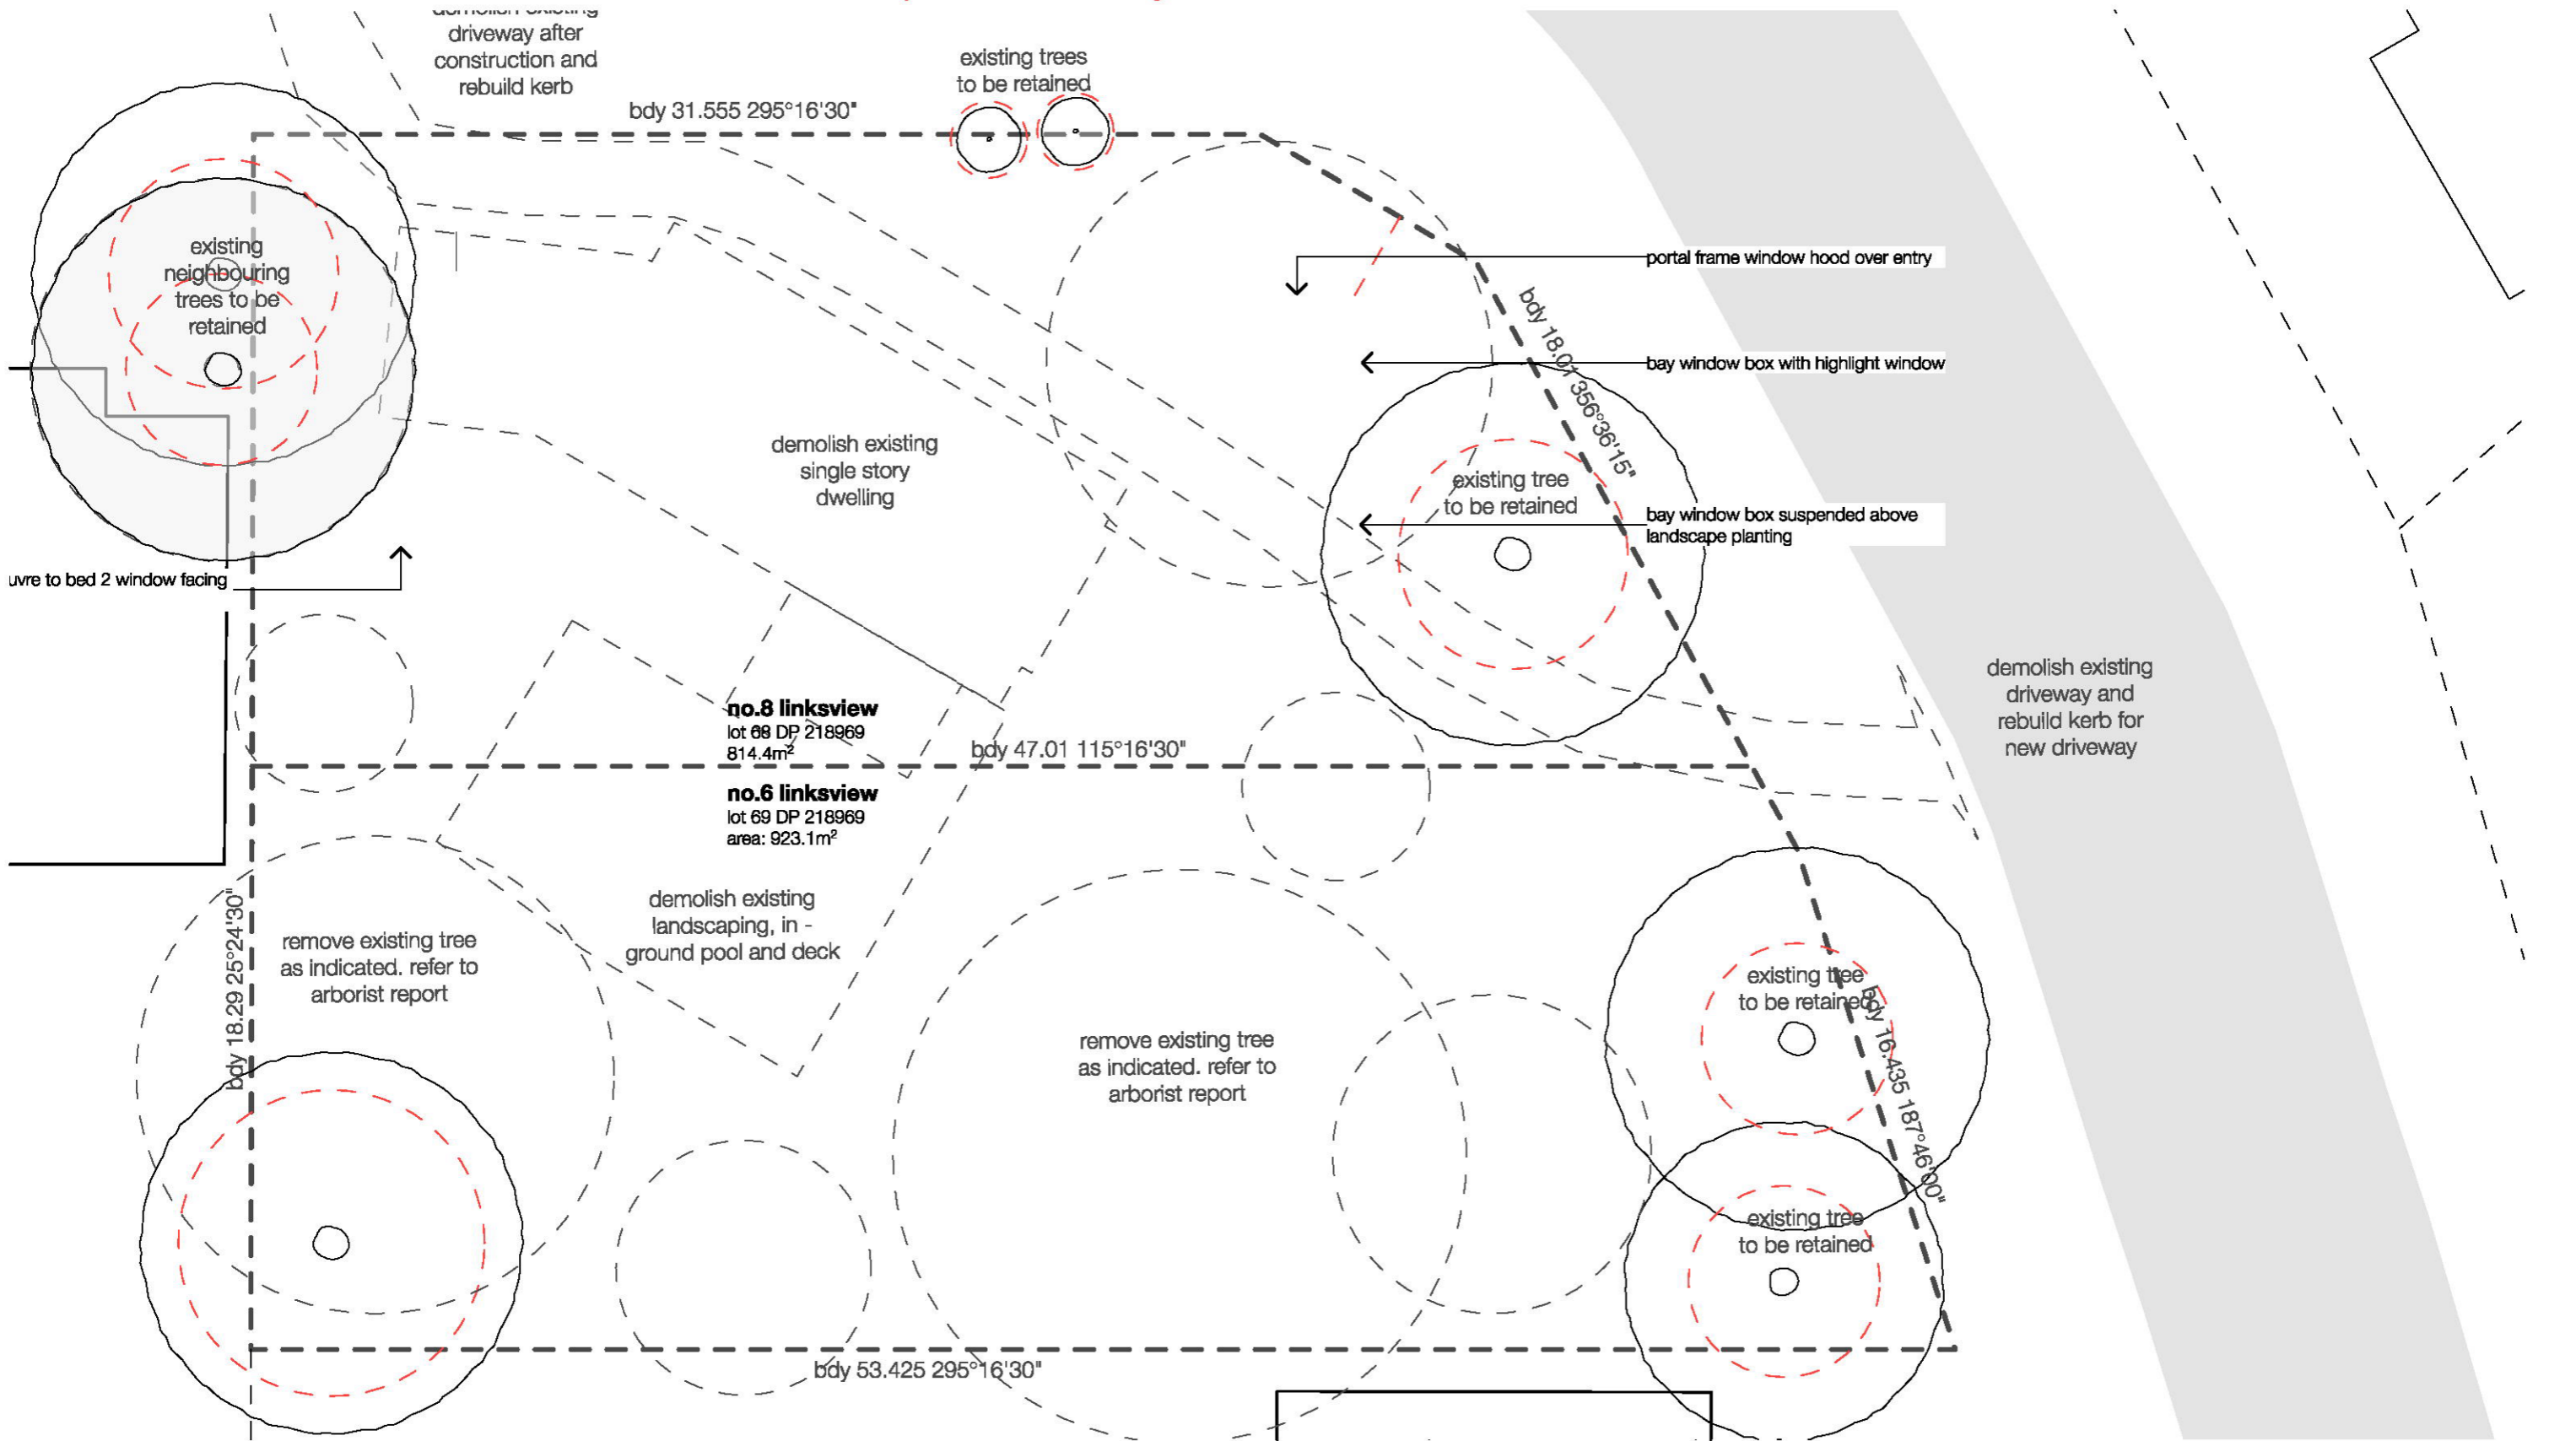 driveway after
construction and
rebuild kerb
existing trees
to be retained
bdy 31.555 295°16'30"
existing
neighbouring
trees to be
retained
portal frame window hood over entry
bdy 18.01 356°36'15"
bay window box with highlight window
demolish existing
single story
dwelling
existing tree
to be retained
bay window box suspended above
landscape planting
uvre to bed 2 window facing
demolish existing
driveway and
rebuild kerb for
new driveway
no.8 linksview
lot 68 DP 218969
814.4m²
bdy 47.01 115°16'30"
no.6 linksview
lot 69 DP 218969
area: 923.1m²
demolish existing
landscaping, in -
ground pool and deck
bdy 18.29 25°24'30"
remove existing tree
as indicated. refer to
arborist report
existing tree
to be retained
bdy 16.435 187°46'00"
remove existing tree
as indicated. refer to
arborist report
existing tree
to be retained
bdy 53.425 295°16'30"